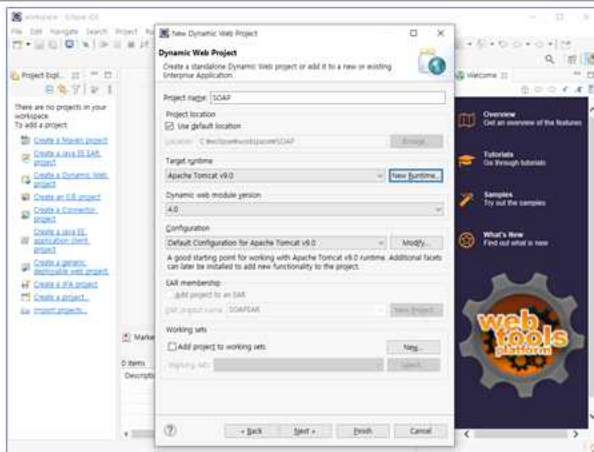 workspace - Eclipse IDE
File Edit Navigate Search Project
Project Expl...
There are no projects in your
workspace
To add a project:
Create a Maven project
Create a Java EE EAR
project
Create a Dynamic Web
project
Create an EJB project
Create a Connector
project
Create a Java EE
application client
project
Create a generic
deployable web project
Create a JPA project
Create a project...
Import projects...
Marke
0 items
Descriptio
New Dynamic Web Project
Dynamic Web Project
Create a standalone Dynamic Web project or add it to a new or existing
Enterprise Application.
Project name: SOAP
Project location
Use default location
Location: C:₩eclipse₩workspace₩SOAP
Browse...
Target runtime
Apache Tomcat v9.0
New Runtime...
Dynamic web module version
4.0
Configuration
Default Configuration for Apache Tomcat v9.0
Modify...
A good starting point for working with Apache Tomcat v9.0 runtime. Additional facets
can later be installed to add new functionality to the project.
EAR membership
Add project to an EAR
EAR project name: SOAPEAR
New Project...
Working sets
Add project to working sets
New...
Working sets:
Select...
< Back
Next >
Finish
Cancel
Welcome
Overview
Get an overview of the features
Tutorials
Go through tutorials
Samples
Try out the samples
What's New
Find out what is new
web
tools
platform